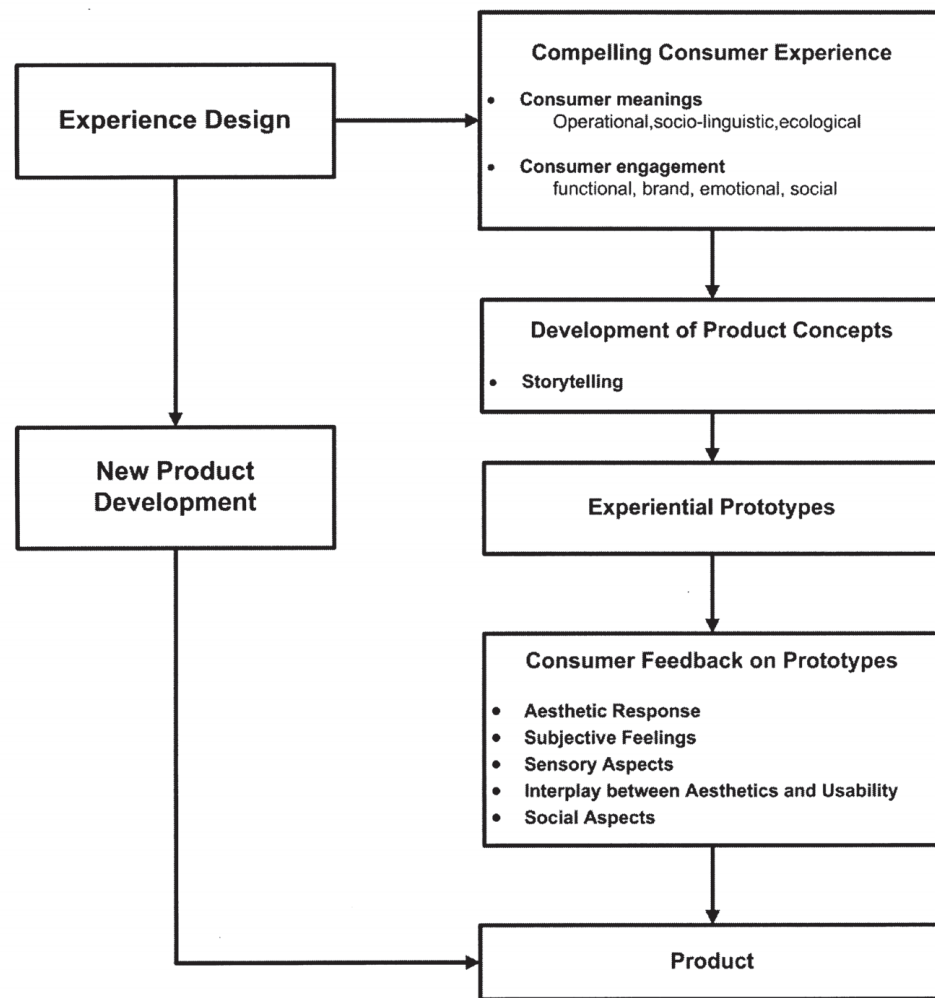 Experience Design
Compelling Consumer Experience
• Consumer meanings
Operational,socio-linguistic,ecological
• Consumer engagement
functional, brand, emotional, social
Development of Product Concepts
• Storytelling
New Product
Development
Experiential Prototypes
Consumer Feedback on Prototypes
• Aesthetic Response
• Subjective Feelings
• Sensory Aspects
• Interplay between Aesthetics and Usability
• Social Aspects
Product